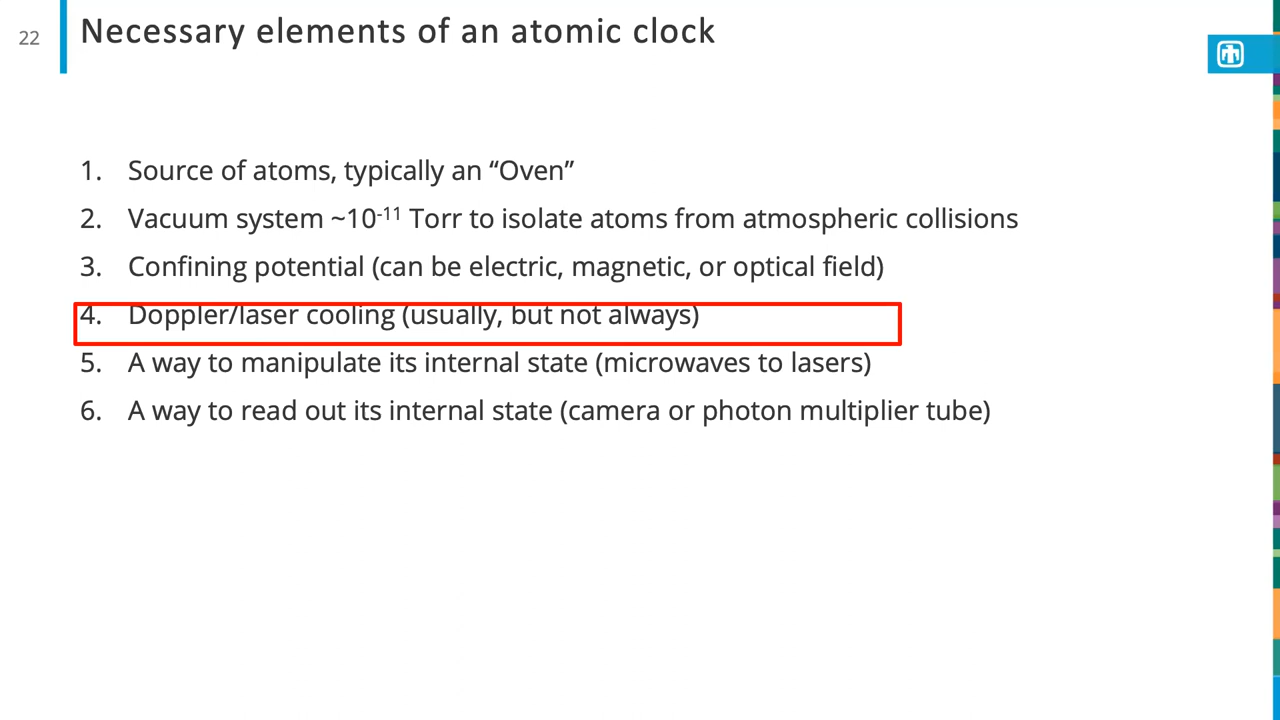 22
Necessary elements of an atomic clock
1. Source of atoms, typically an “Oven”
2. Vacuum system ~10⁻¹¹ Torr to isolate atoms from atmospheric collisions
3. Confining potential (can be electric, magnetic, or optical field)
4. Doppler/laser cooling (usually, but not always)
5. A way to manipulate its internal state (microwaves to lasers)
6. A way to read out its internal state (camera or photon multiplier tube)